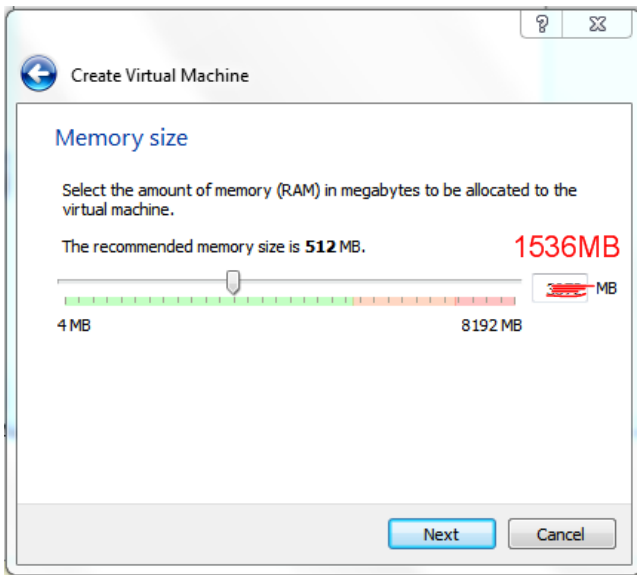 Create Virtual Machine
Memory size
Select the amount of memory (RAM) in megabytes to be allocated to the
virtual machine.
The recommended memory size is 512 MB.
1536MB
MB
4 MB
8192 MB
Next
Cancel